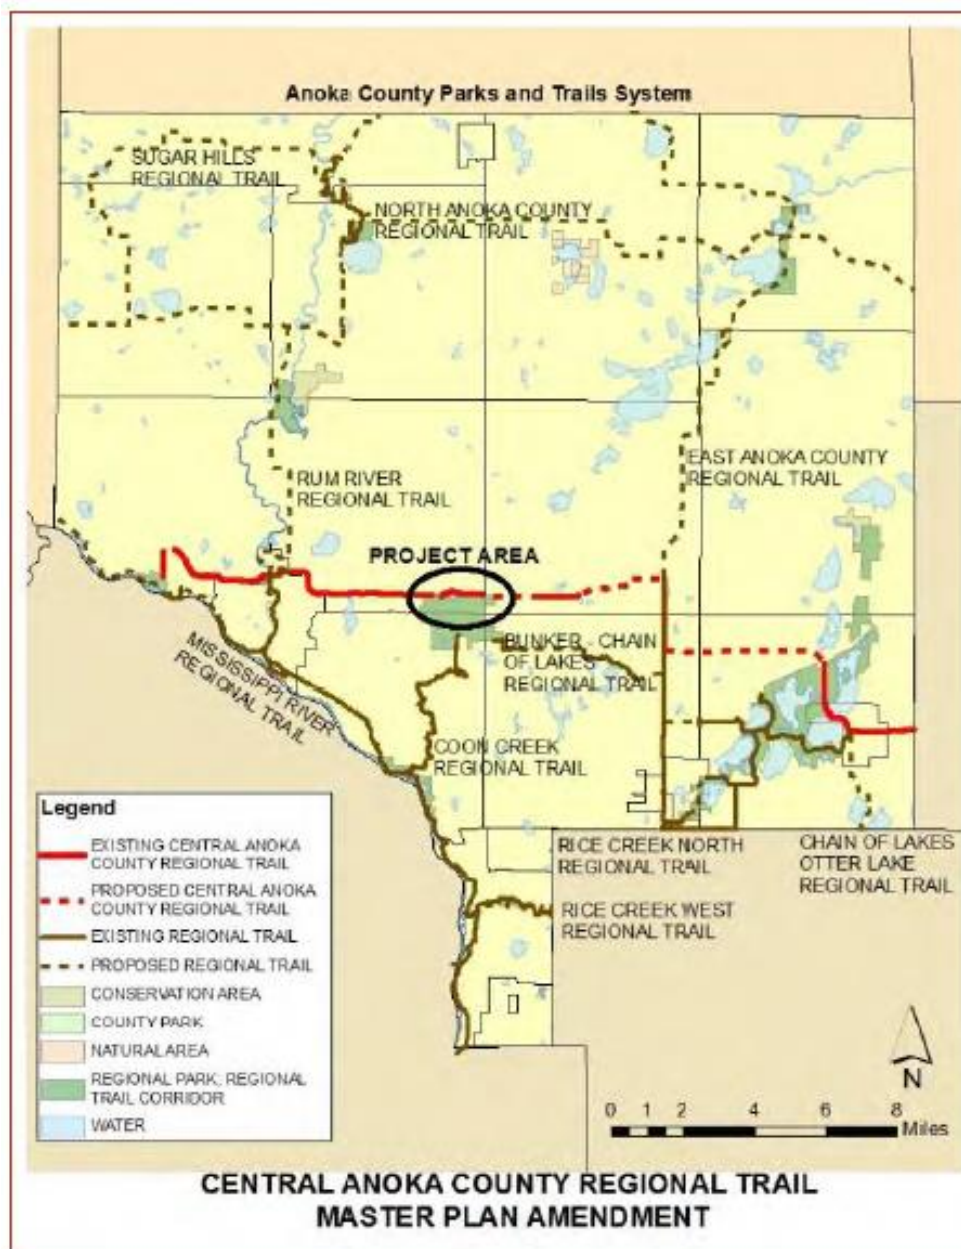 Anoka County Parks and Trails System
SUGAR HILLS
REGIONAL TRAIL
NORTH ANOKA COUNTY
REGIONAL TRAIL
RUM RIVER
REGIONAL TRAIL
EAST ANOKA COUNTY
REGIONAL TRAIL
PROJECT AREA
BUNKER - CHAIN
OF LAKES
REGIONAL TRAIL
MISSISSIPPI RIVER
REGIONAL TRAIL
COON CREEK
REGIONAL TRAIL
RICE CREEK NORTH
REGIONAL TRAIL
CHAIN OF LAKES
OTTER LAKE
REGIONAL TRAIL
RICE CREEK WEST
REGIONAL TRAIL
Legend
EXISTING CENTRAL ANOKA
COUNTY REGIONAL TRAIL
PROPOSED CENTRAL ANOKA
COUNTY REGIONAL TRAIL
EXISTING REGIONAL TRAIL
PROPOSED REGIONAL TRAIL
CONSERVATION AREA
COUNTY PARK
NATURAL AREA
REGIONAL PARK, REGIONAL
TRAIL CORRIDOR
WATER
N
0 1 2 4 6 8
Miles
CENTRAL ANOKA COUNTY REGIONAL TRAIL
MASTER PLAN AMENDMENT